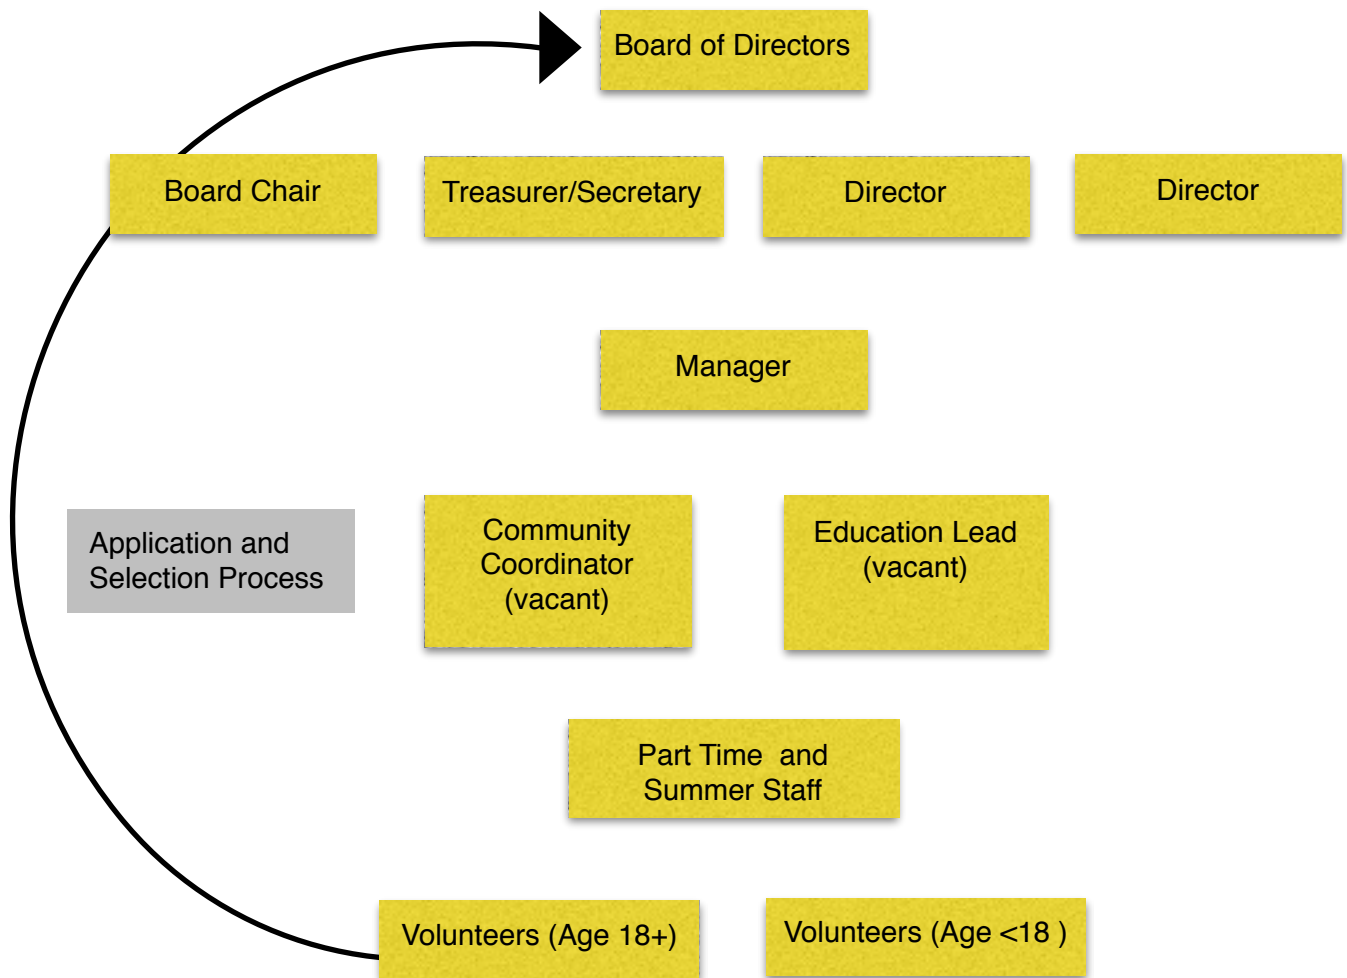 Board of Directors
Board Chair
Treasurer/Secretary
Director
Director
Manager
Application and
Selection Process
Community
Coordinator
(vacant)
Education Lead
(vacant)
Part Time  and
Summer Staff
Volunteers (Age 18+)
Volunteers (Age <18 )